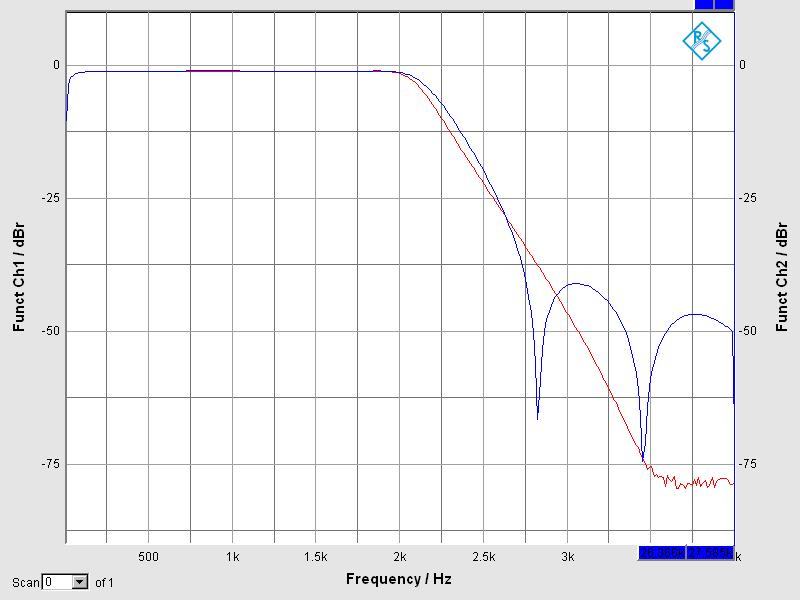 R
S
0
0
-25
-25
-50
-50
-75
-75
Funct Ch1 / dBr
Funct Ch2 / dBr
500 1k 1.5k 2k 2.5k 3k k
Frequency / Hz
Scan 0 of 1